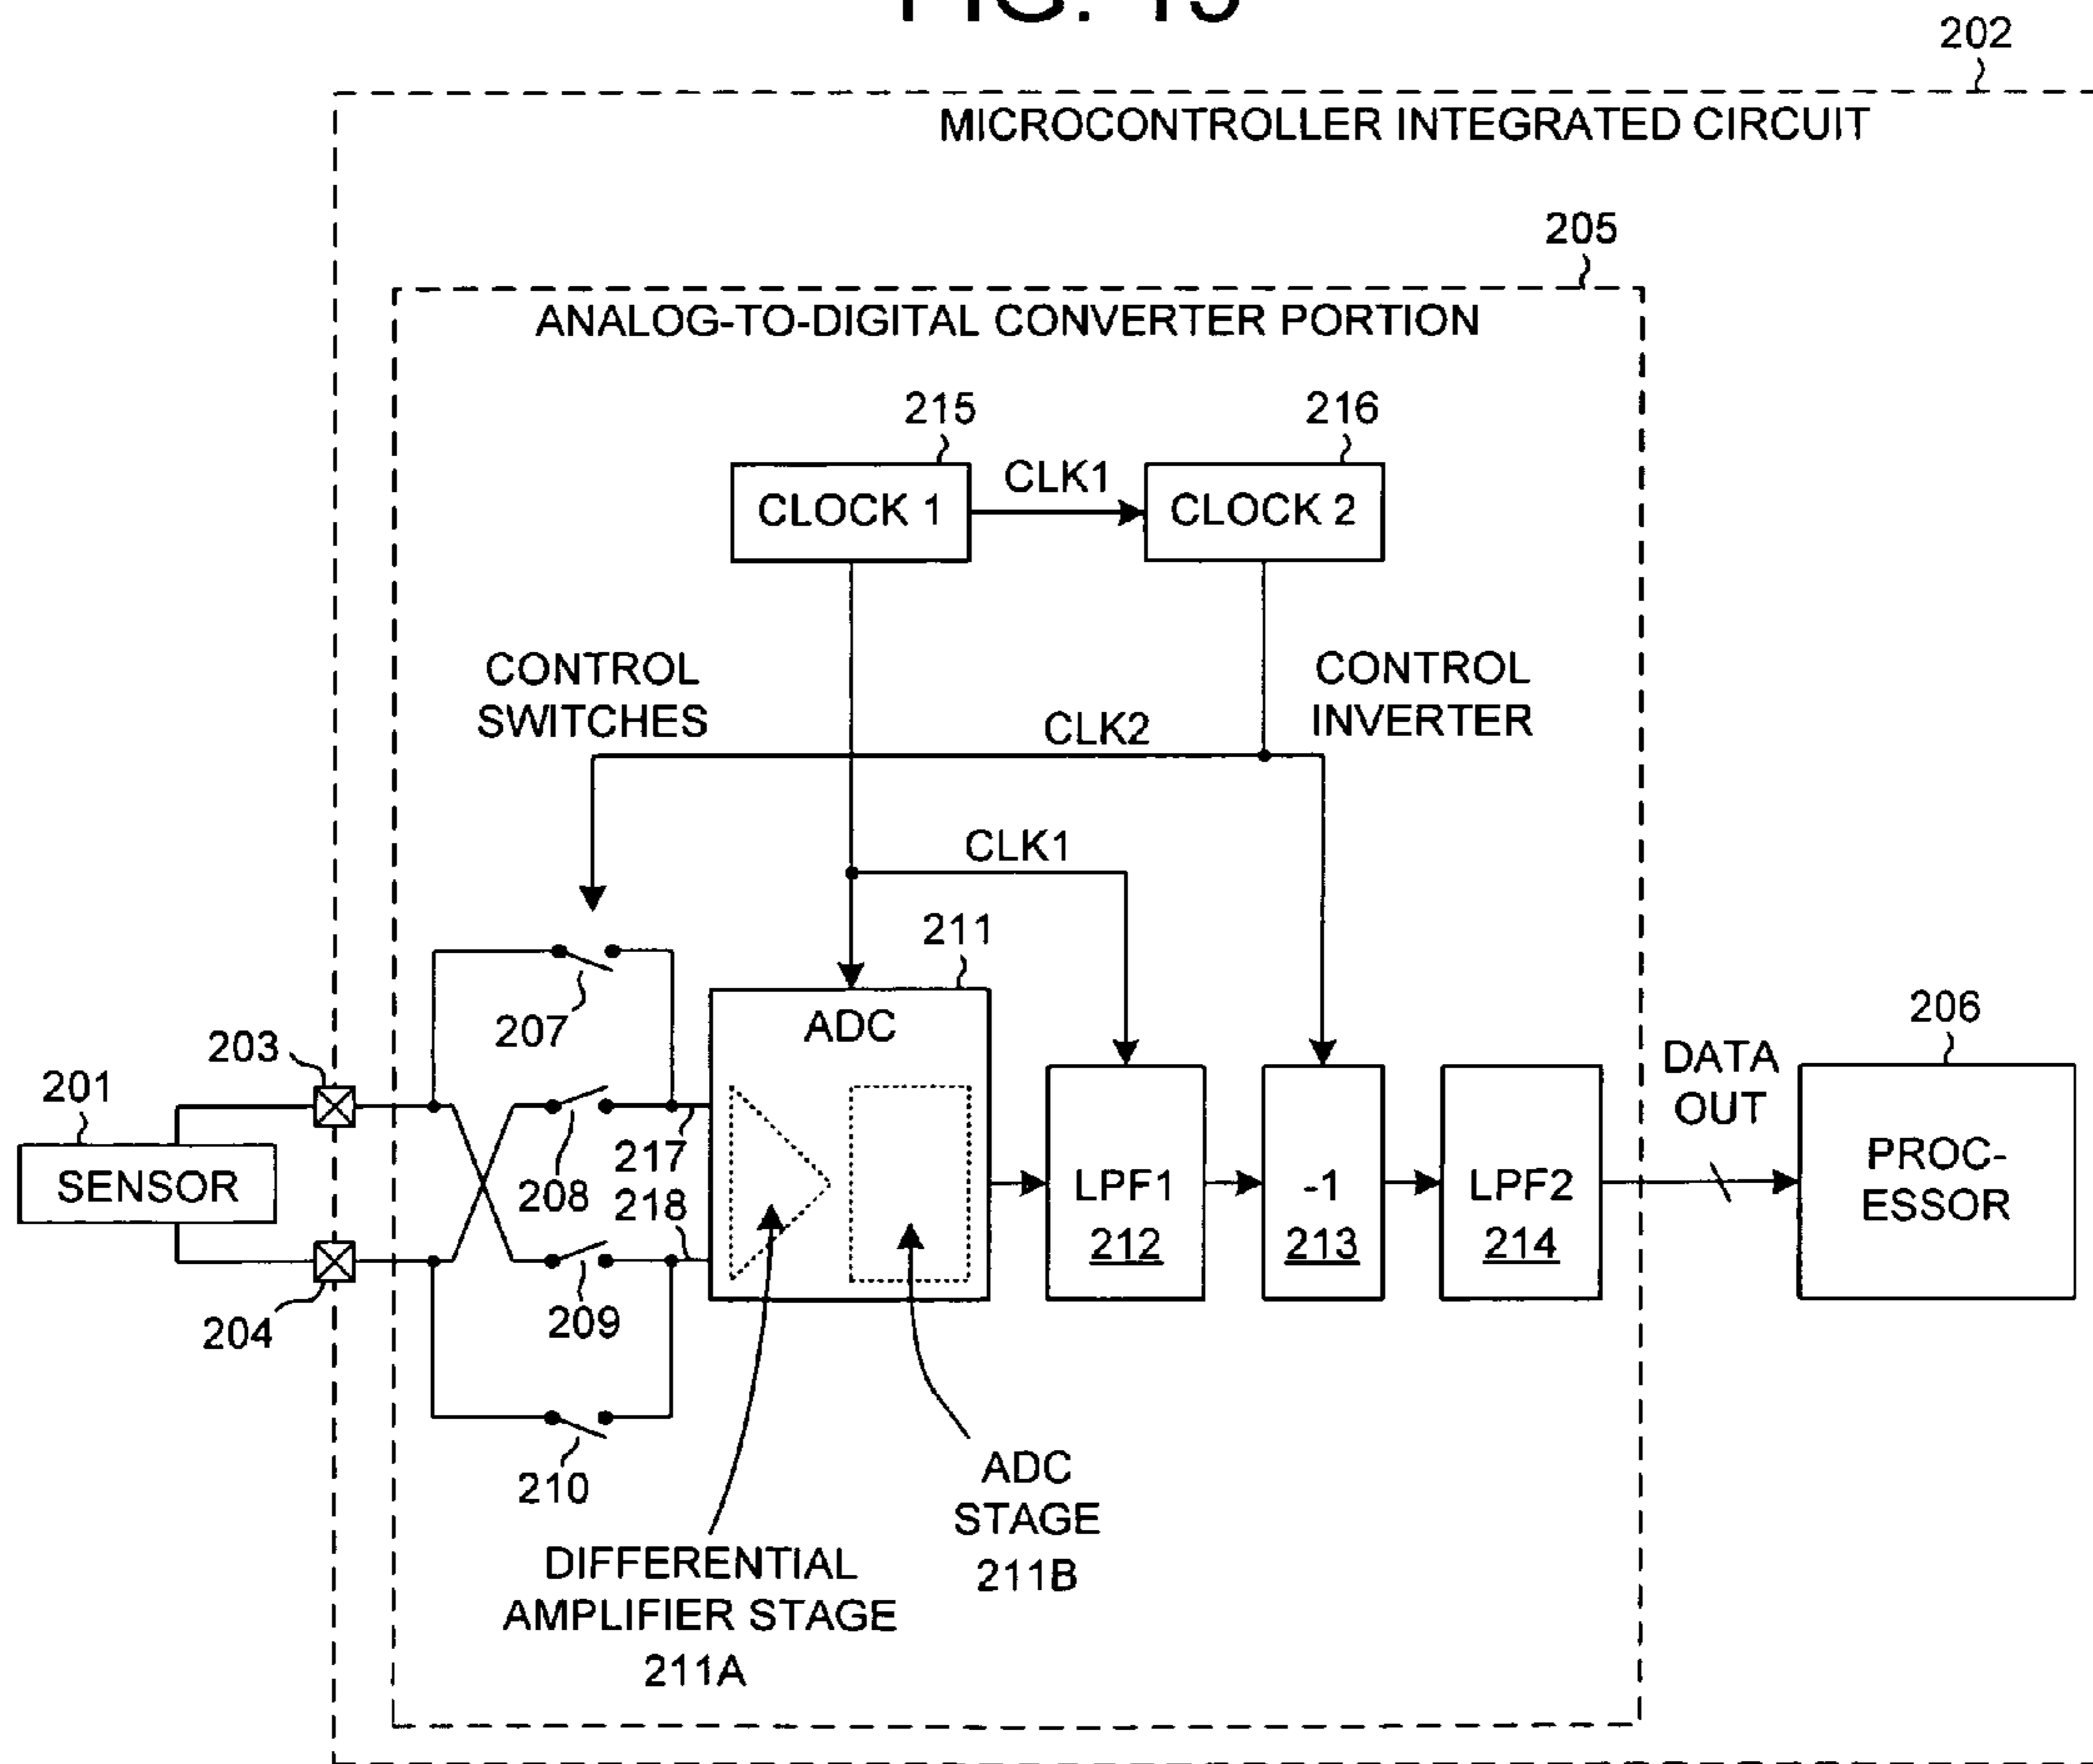 202
MICROCONTROLLER INTEGRATED CIRCUIT
205
ANALOG-TO-DIGITAL CONVERTER PORTION
215
216
CLOCK 1
CLK1
CLOCK 2
CONTROL
SWITCHES
CONTROL
INVERTER
CLK2
CLK1
211
207
ADC
203
206
201
DATA
OUT
SENSOR
217
208
218
LPF1
212
-1
213
LPF2
214
PROC-
ESSOR
204
209
210
ADC
STAGE
211B
DIFFERENTIAL
AMPLIFIER STAGE
211A